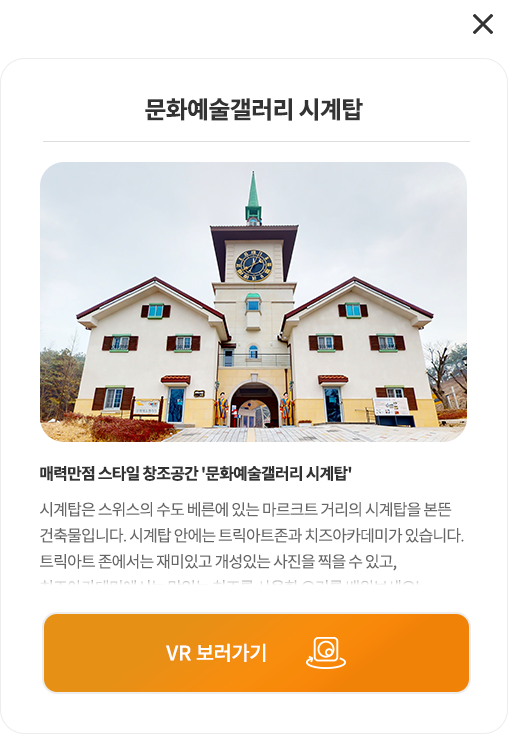 문화예술갤러리 시계탑
매력만점 스타일 창조공간 '문화예술갤러리 시계탑'
시계탑은 스위스의 수도 베른에 있는 마르크트 거리의 시계탑을 본뜬
건축물입니다. 시계탑 안에는 트릭아트존과 치즈아카데미가 있습니다.
트릭아트 존에서는 재미있고 개성있는 사진을 찍을 수 있고,
VR 보러가기